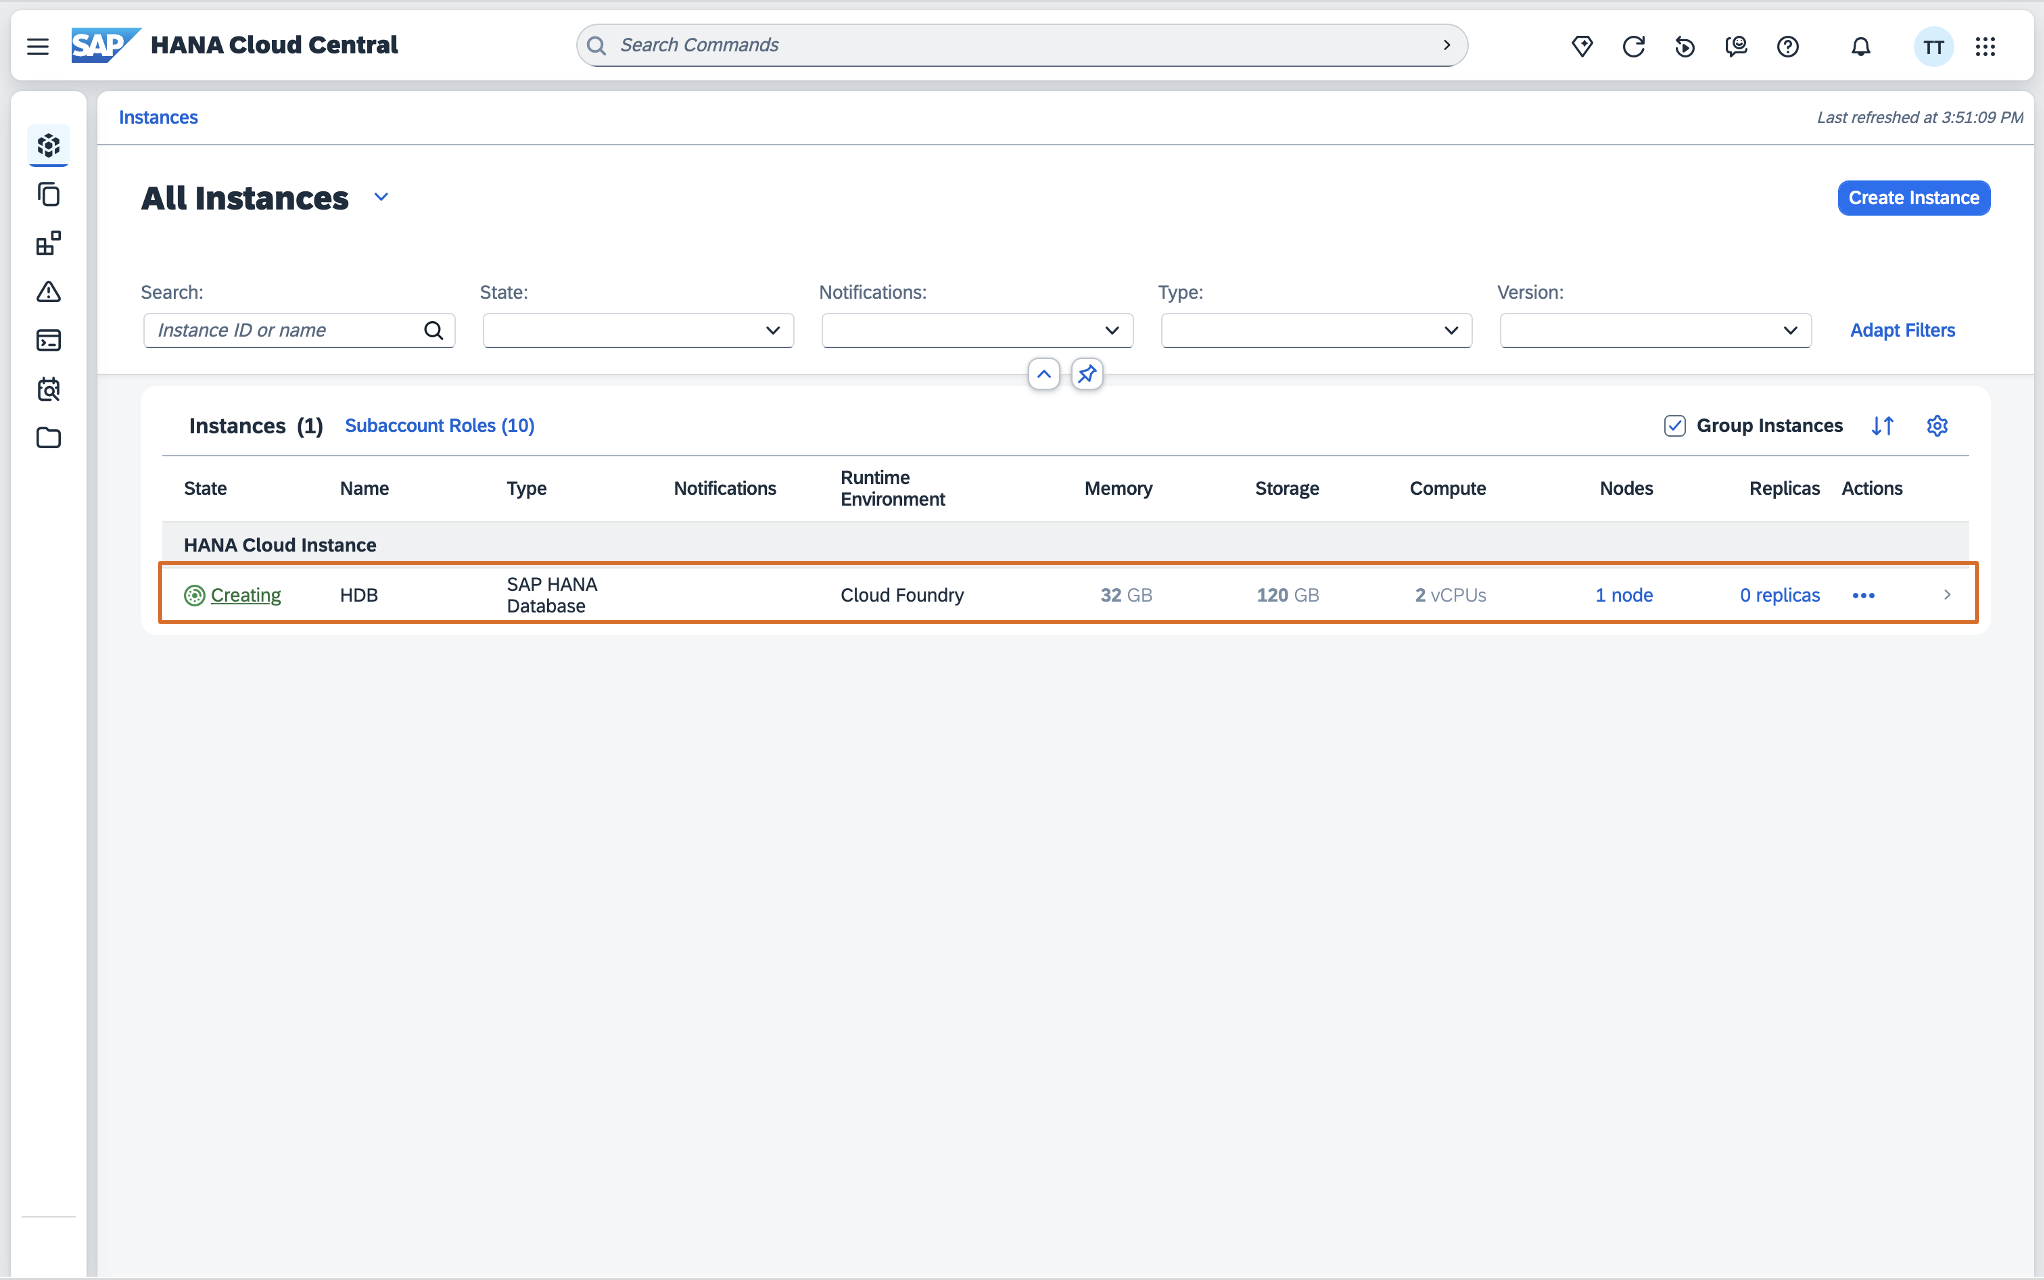 SAP HANA Cloud Central
Search Commands
TT
Instances
Last refreshed at 3:51:09 PM
All Instances
Create Instance
Search:
State:
Notifications:
Type:
Version:
Instance ID or name
Adapt Filters
Instances (1)
Subaccount Roles (10)
Group Instances
State
Name
Type
Notifications
Runtime
Environment
Memory
Storage
Compute
Nodes
Replicas
Actions
HANA Cloud Instance
Creating
HDB
SAP HANA
Database
Cloud Foundry
32 GB
120 GB
2 vCPUs
1 node
0 replicas